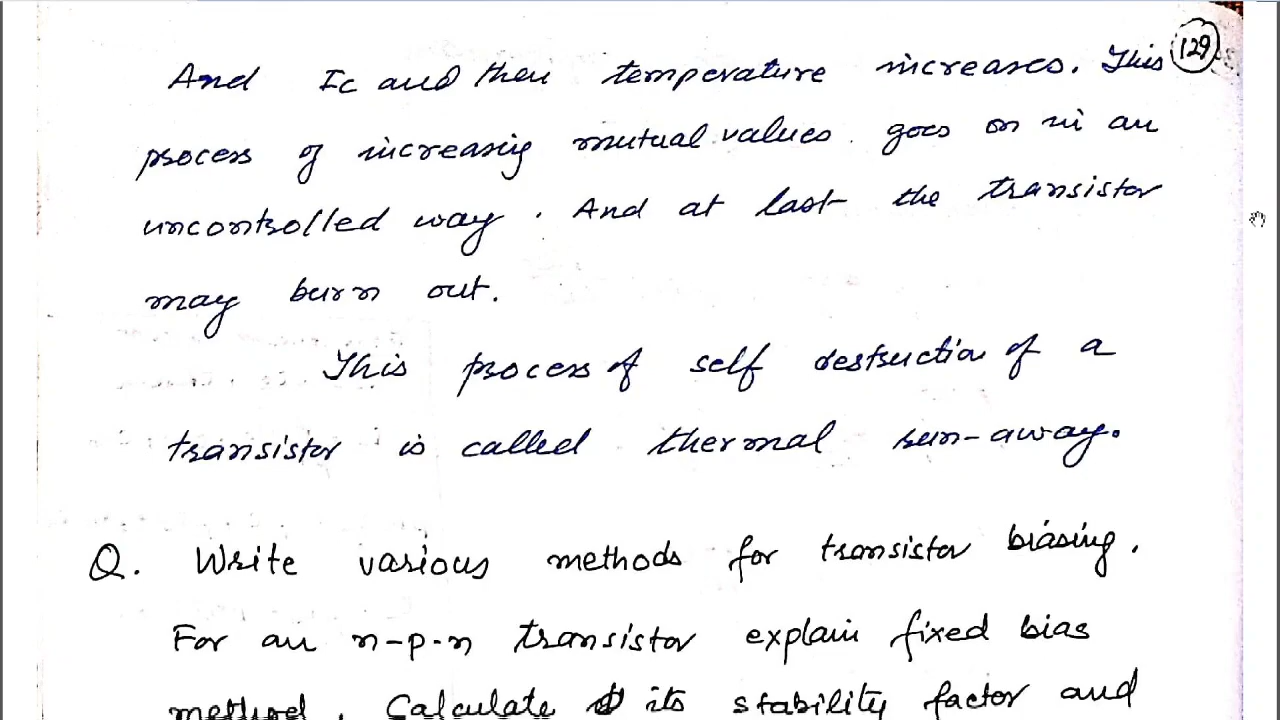 129
And Ic and then temperature increases. This
process of increasing mutual values goes on in an
uncontrolled way. And at last the transistor
may burn out.
This process of self destruction of a
transistor is called thermal run-away.
Q. Write various methods for transistor biasing.
For an n-p-n transistor explain fixed bias
method. Calculate its stability factor and